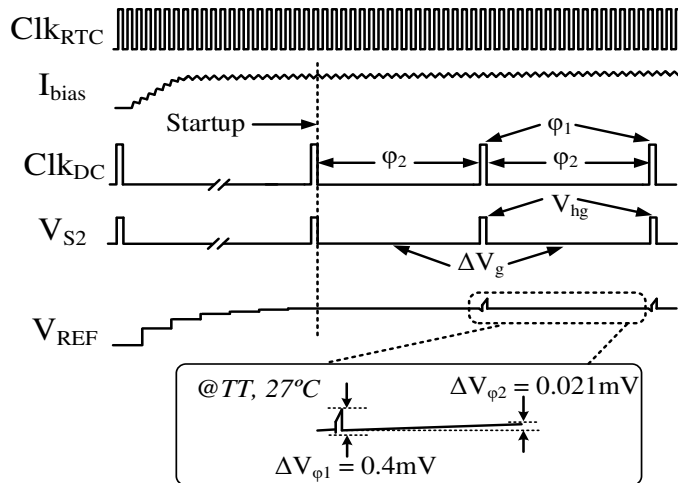 Clk_RTC
I_bias
Startup
φ₁
Clk_DC
φ₂ φ₂
V_hg
V_S2
ΔV_g
V_REF
@TT, 27ºC
ΔV_φ2 = 0.021mV
ΔV_φ1 = 0.4mV